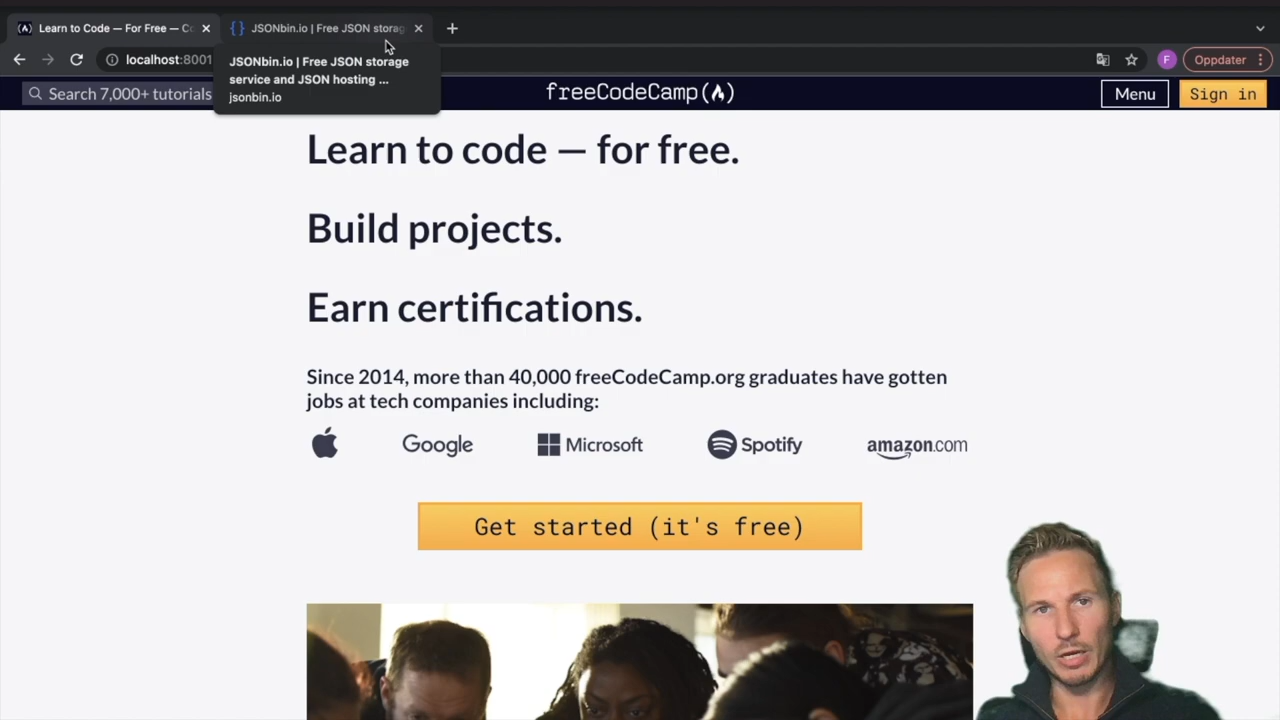 Learn to Code — For Free — C
JSONbin.io | Free JSON storag
localhost:8001
JSONbin.io | Free JSON storage
service and JSON hosting ...
jsonbin.io
F
Oppdater
Search 7,000+ tutorials
freeCodeCamp(🔥)
Menu
Sign in
Learn to code — for free.
Build projects.
Earn certifications.
Since 2014, more than 40,000 freeCodeCamp.org graduates have gotten
jobs at tech companies including:
Google
Microsoft
Spotify
amazon.com
Get started (it's free)